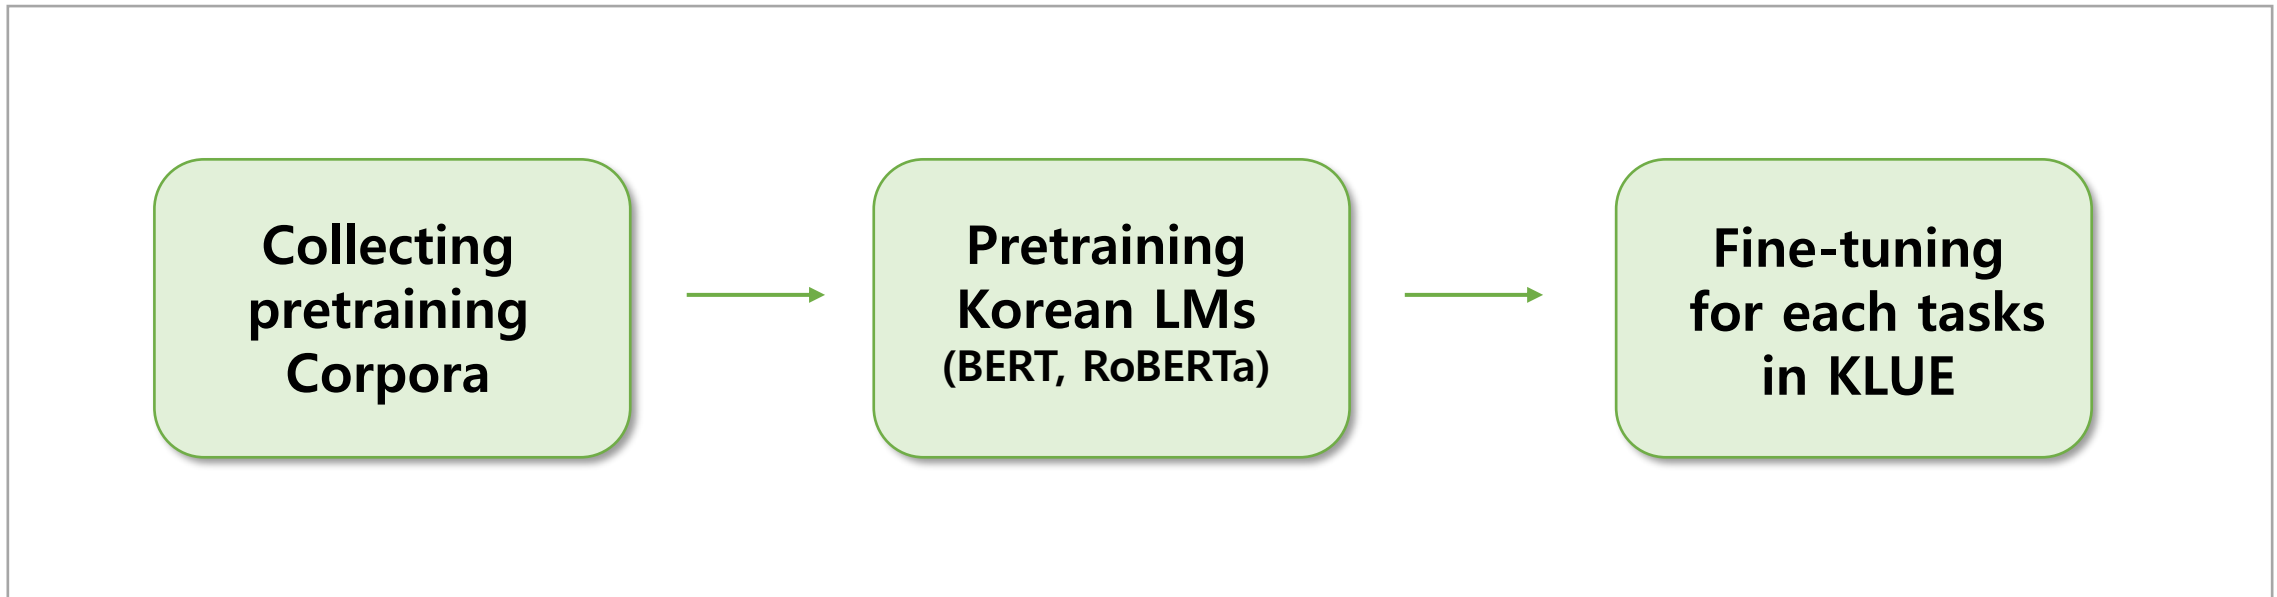 Collecting
pretraining
Corpora
Pretraining
Korean LMs
(BERT, RoBERTa)
Fine-tuning
for each tasks
in KLUE